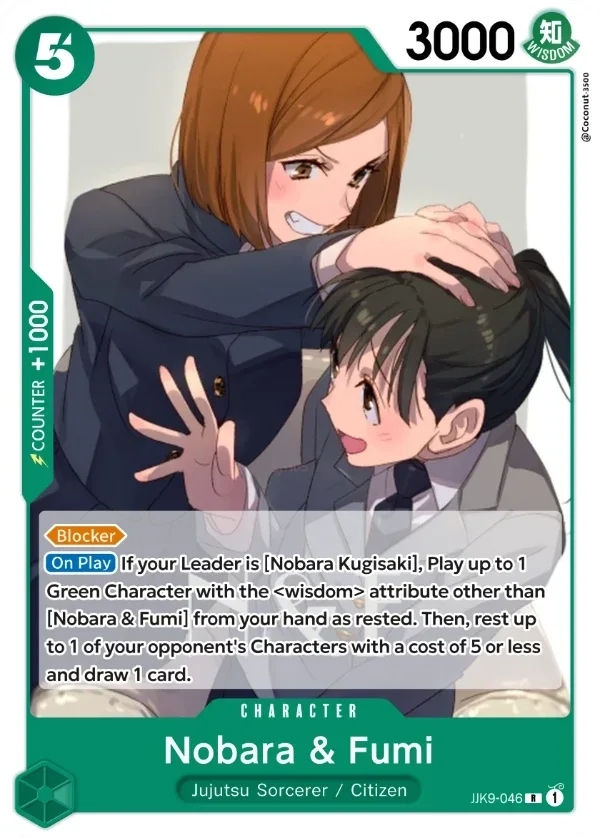 5
3000
知
WISDOM
@Coconut-3500
COUNTER +1000
Blocker
On Play If your Leader is [Nobara Kugisaki], Play up to 1
Green Character with the <wisdom> attribute other than
[Nobara & Fumi] from your hand as rested. Then, rest up
to 1 of your opponent's Characters with a cost of 5 or less
and draw 1 card.
CHARACTER
Nobara & Fumi
Jujutsu Sorcerer / Citizen
JJK9-046 R 1